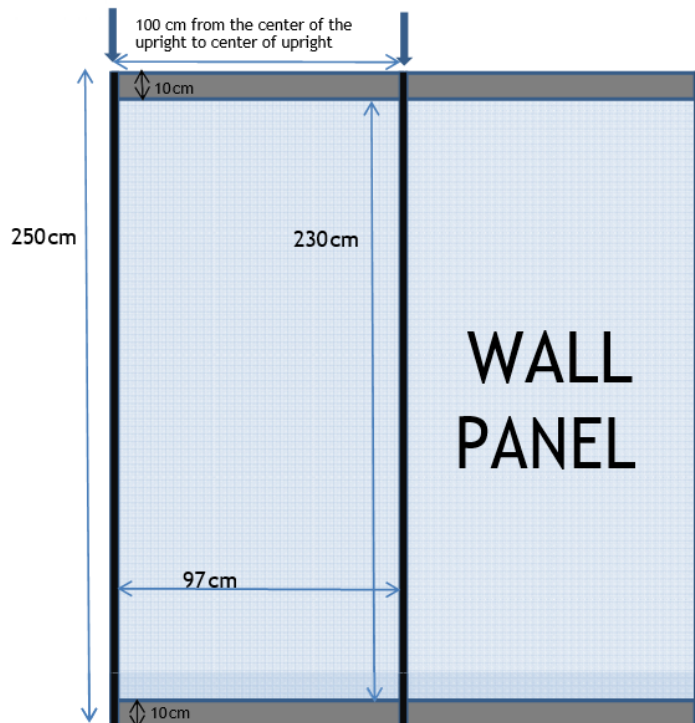 100 cm from the center of the
upright to center of upright
10cm
250cm
230cm
WALL
PANEL
97cm
10cm